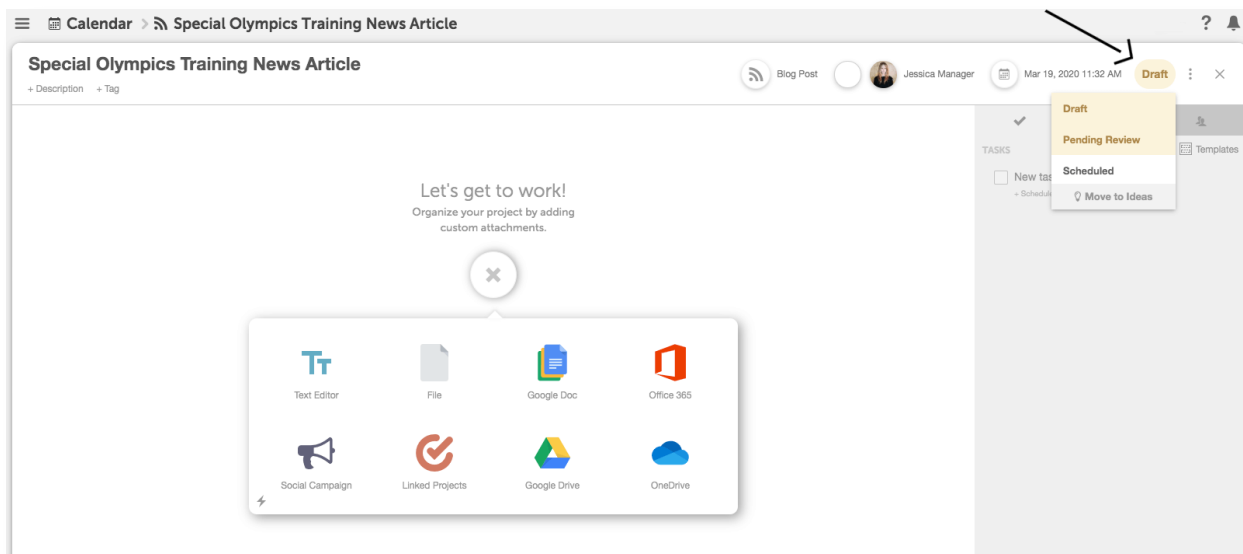 Calendar > Special Olympics Training News Article
?
Special Olympics Training News Article
+ Description + Tag
Blog Post
Jessica Manager
Mar 19, 2020 11:32 AM
Draft
Draft
Pending Review
Scheduled
Move to Ideas
TASKS
Templates
New tas
+ Schedule
Let's get to work!
Organize your project by adding
custom attachments.
Text Editor
File
Google Doc
Office 365
Social Campaign
Linked Projects
Google Drive
OneDrive